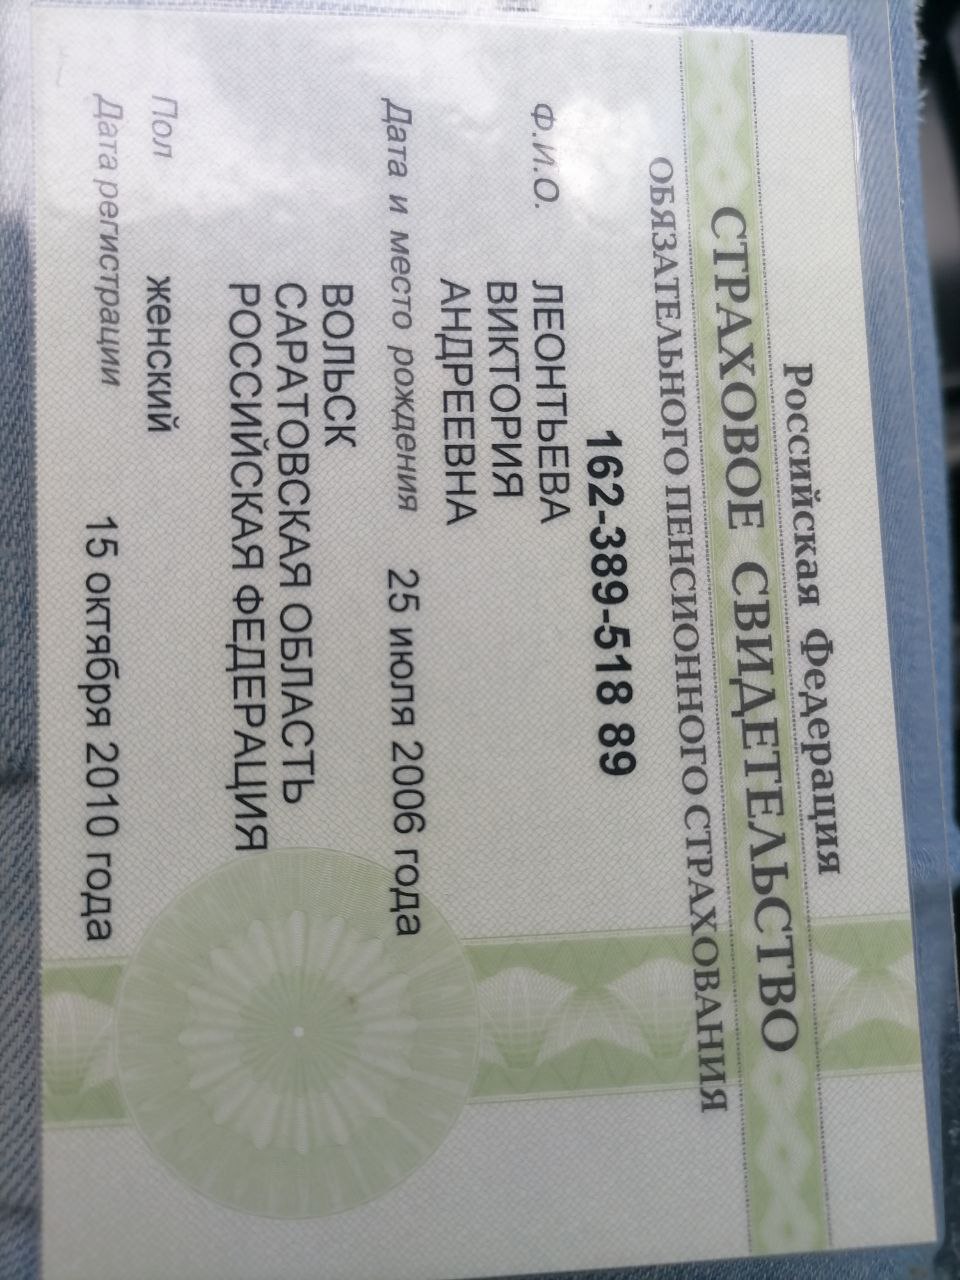 Российская Федерация
СТРАХОВОЕ СВИДЕТЕЛЬСТВО
ОБЯЗАТЕЛЬНОГО ПЕНСИОННОГО СТРАХОВАНИЯ
162-389-518 89
Ф.И.О. ЛЕОНТЬЕВА
ВИКТОРИЯ
АНДРЕЕВНА
Дата и место рождения 25 июля 2006 года
ВОЛЬСК
САРАТОВСКАЯ ОБЛАСТЬ
РОССИЙСКАЯ ФЕДЕРАЦИЯ
Пол женский
Дата регистрации 15 октября 2010 года